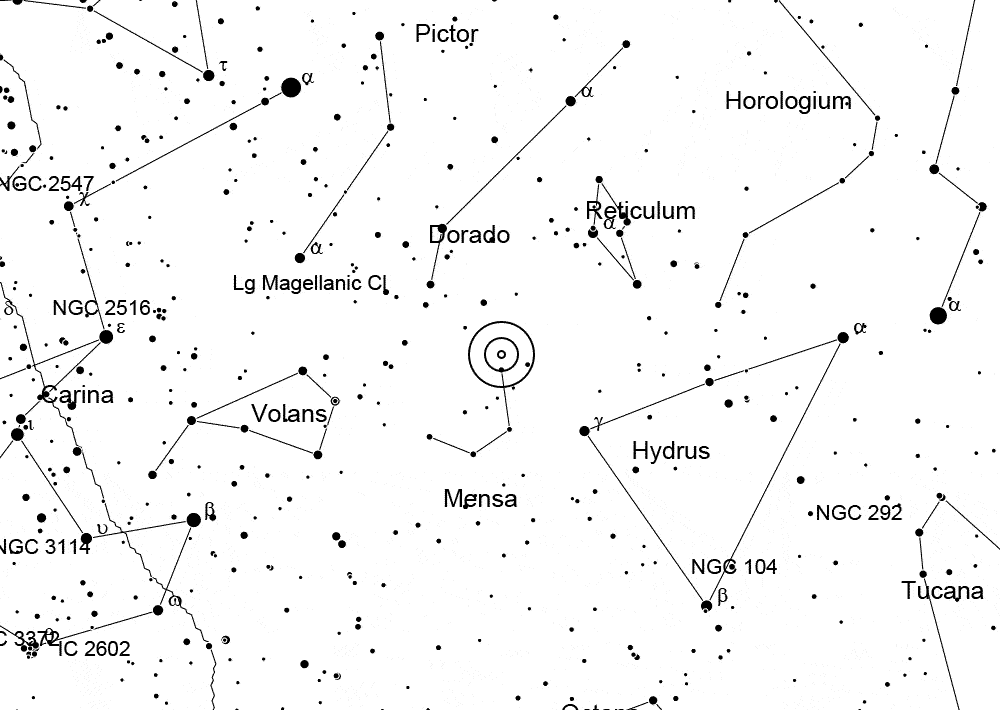 Pictor
τ
α
α
Horologium
NGC 2547
χ
Reticulum
α
Dorado
α
Lg Magellanic Cl
α
δ
NGC 2516
ε
α
Carina
Volans
ι
γ
Hydrus
Mensa
β
NGC 292
υ
NGC 3114
NGC 104
Tucana
β
ω
θ
C 3372
IC 2602